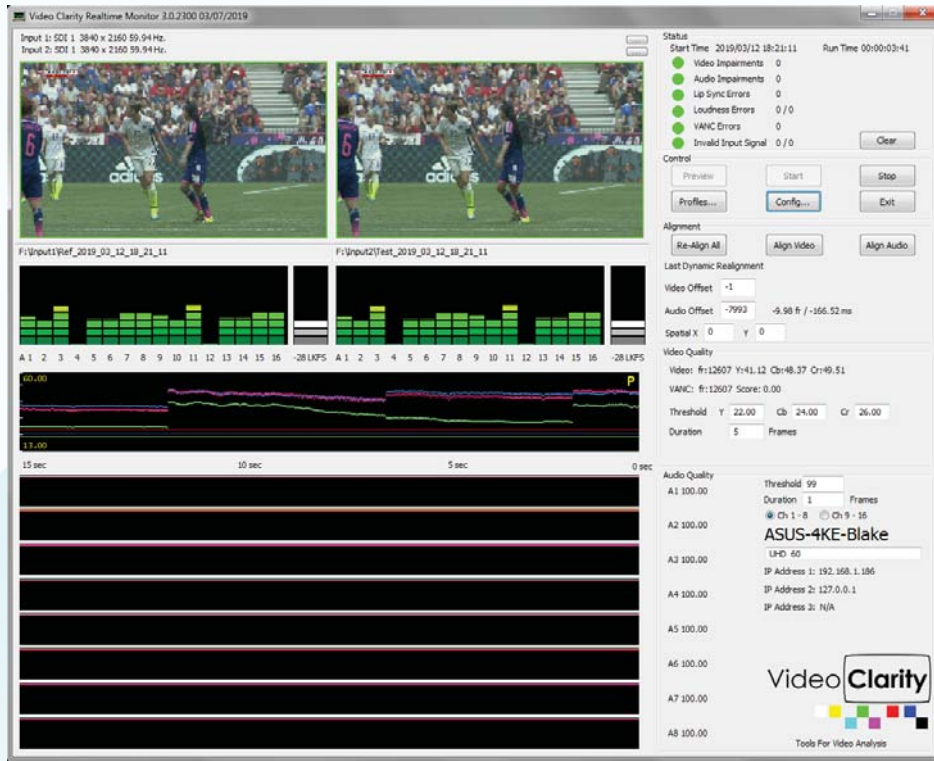 Video Clarity Realtime Monitor 3.0.2300 03/07/2019
Input 1: SDI 1 3840 x 2160 59.94 Hz.
Input 2: SDI 1 3840 x 2160 59.94 Hz.
6
adidas
6
adidas
F:\Input1\Ref_2019_03_12_18_21_11
F:\Input2\Test_2019_03_12_18_21_11
A 1 2 3 4 5 6 7 8 9 10 11 12 13 14 15 16 -28 LKFS
A 1 2 3 4 5 6 7 8 9 10 11 12 13 14 15 16 -28 LKFS
60.00
P
13.00
15 sec 10 sec 5 sec 0 sec
Status
Start Time 2019/03/12 18:21:11 Run Time 00:00:03:41
Video Impairments 0
Audio Impairments 0
Lip Sync Errors 0
Loudness Errors 0 / 0
VANC Errors 0
Invalid Input Signal 0 / 0
Clear
Control
Preview Start Stop
Profiles... Config... Exit
Alignment
Re-Align All Align Video Align Audio
Last Dynamic Realignment
Video Offset -1
Audio Offset -7993 -9.98 fr / -166.52 ms
Spatial X 0 Y 0
Video Quality
Video: fr:12607 Y:41.12 Cb:48.37 Cr:49.51
VANC: fr:12607 Score: 0.00
Threshold Y 22.00 Cb 24.00 Cr 26.00
Duration 5 Frames
Audio Quality
A1 100.00
A2 100.00
A3 100.00
A4 100.00
A5 100.00
A6 100.00
A7 100.00
A8 100.00
Threshold 99
Duration 1 Frames
Ch 1 - 8 Ch 9 - 16
ASUS-4KE-Blake
UHD 60
IP Address 1: 192.168.1.186
IP Address 2: 127.0.0.1
IP Address 3: N/A
Video Clarity
Tools For Video Analysis